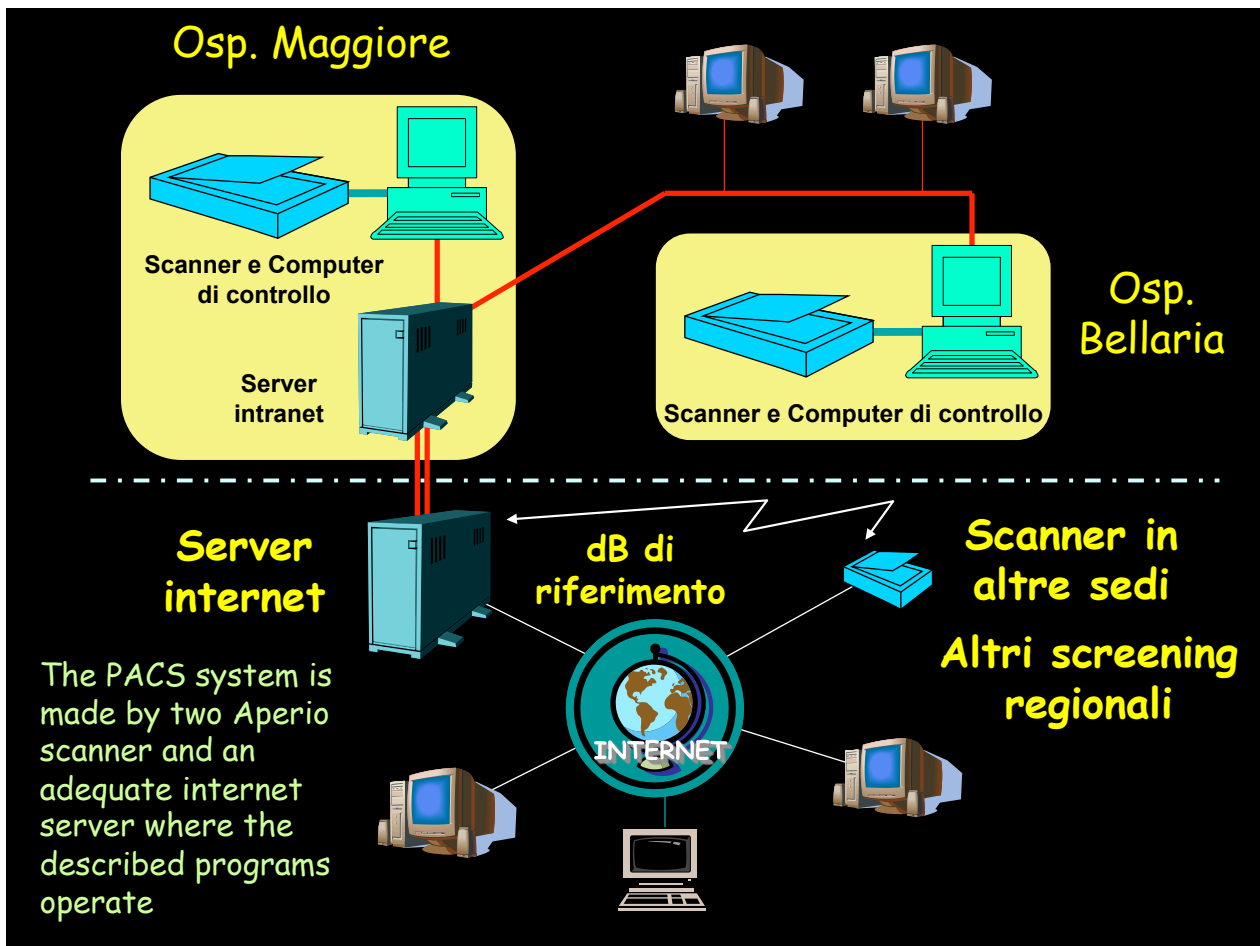 Osp. Maggiore
Scanner e Computer
di controllo
Server
intranet
Osp.
Bellaria
Scanner e Computer di controllo
Server
internet
dB di
riferimento
Scanner in
altre sedi
Altri screening
regionali
The PACS system is
made by two Aperio
scanner and an
adequate internet
server where the
described programs
operate
INTERNET